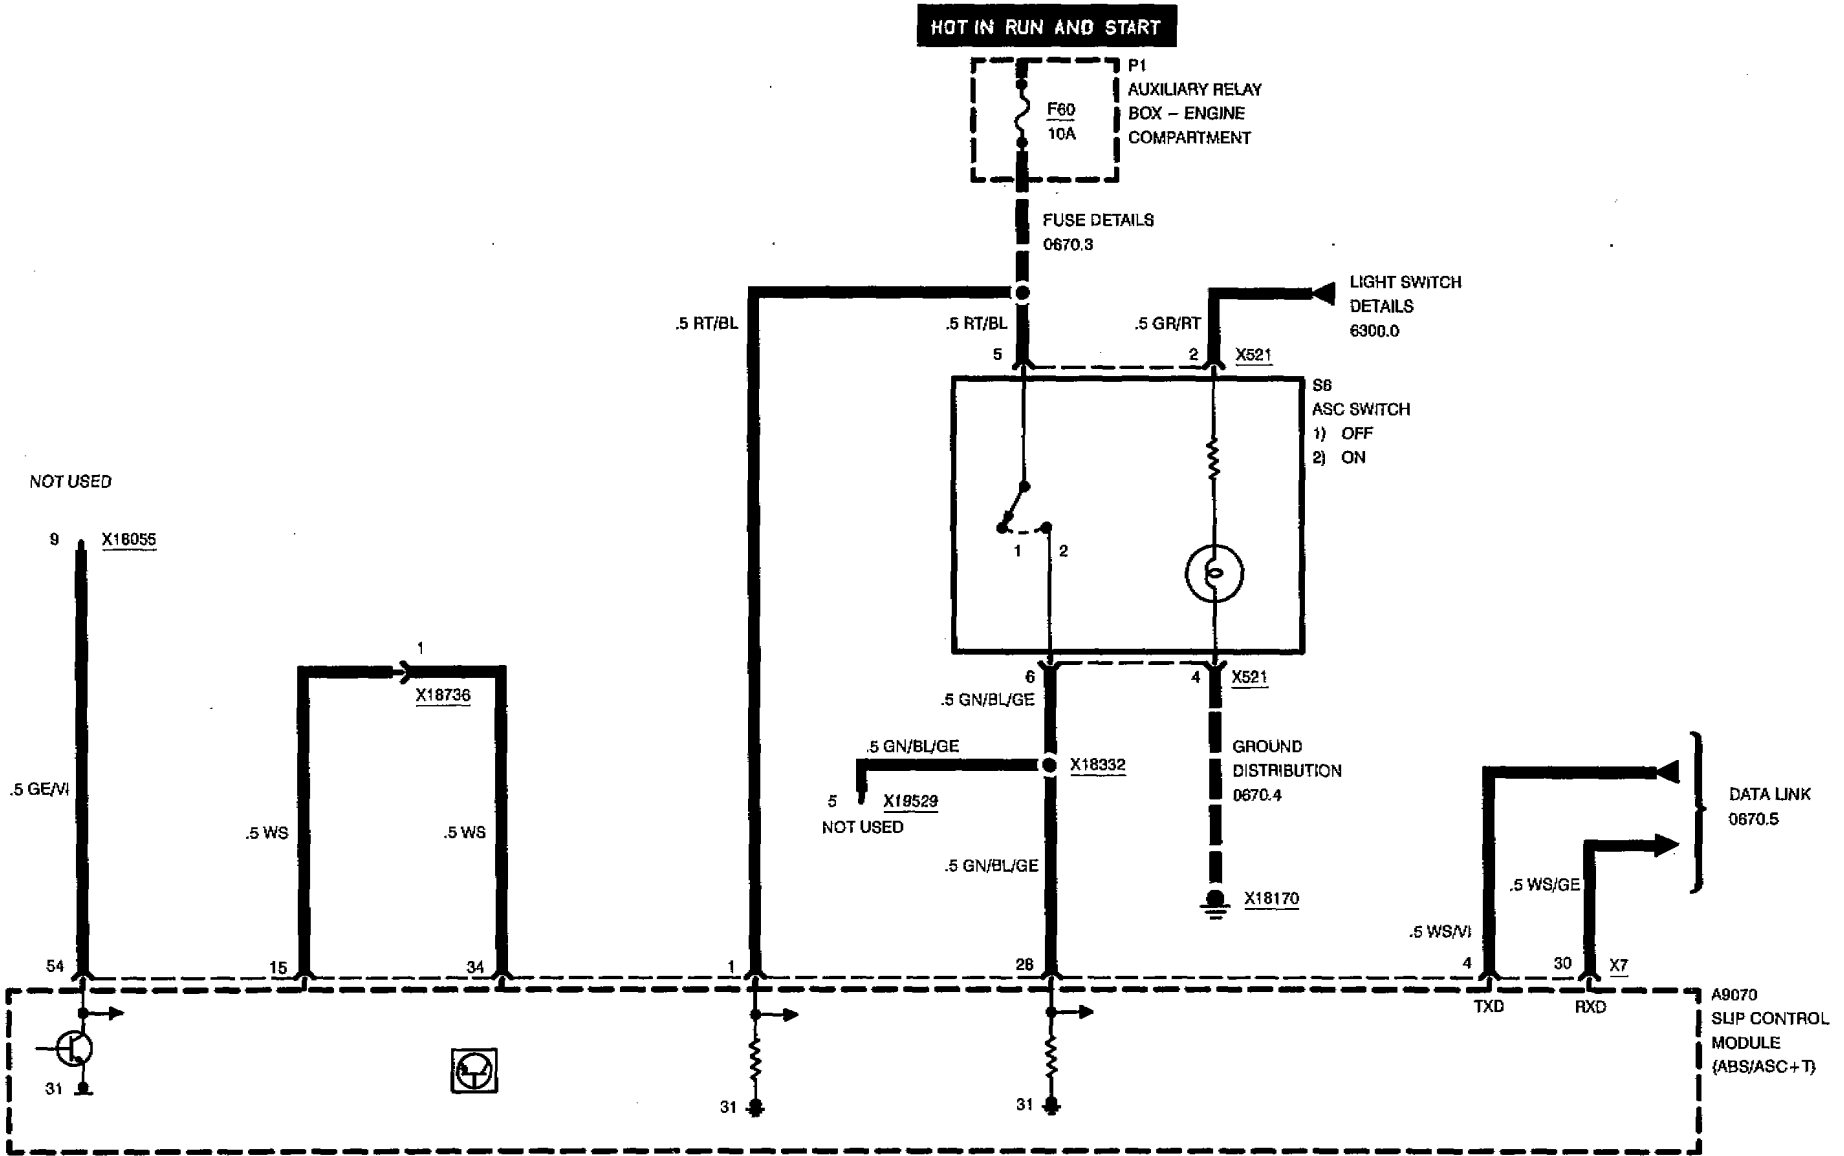 HOT IN RUN AND START
P1
AUXILIARY RELAY
BOX – ENGINE
COMPARTMENT
F60
10A
FUSE DETAILS
0670.3
LIGHT SWITCH
DETAILS
6300.0
.5 RT/BL
.5 RT/BL
.5 GR/RT
5
2
X521
S6
ASC SWITCH
1) OFF
2) ON
NOT USED
9
X18055
1
2
1
X18736
6
4
X521
.5 GN/BL/GE
.5 GN/BL/GE
X18332
GROUND
DISTRIBUTION
0670.4
5
X19529
NOT USED
DATA LINK
0670.5
.5 GE/VI
.5 WS
.5 WS
.5 GN/BL/GE
.5 WS/GE
X18170
.5 WS/VI
54
15
34
1
28
4
30
X7
TXD
RXD
A9070
SLIP CONTROL
MODULE
(ABS/ASC+T)
31
31
31